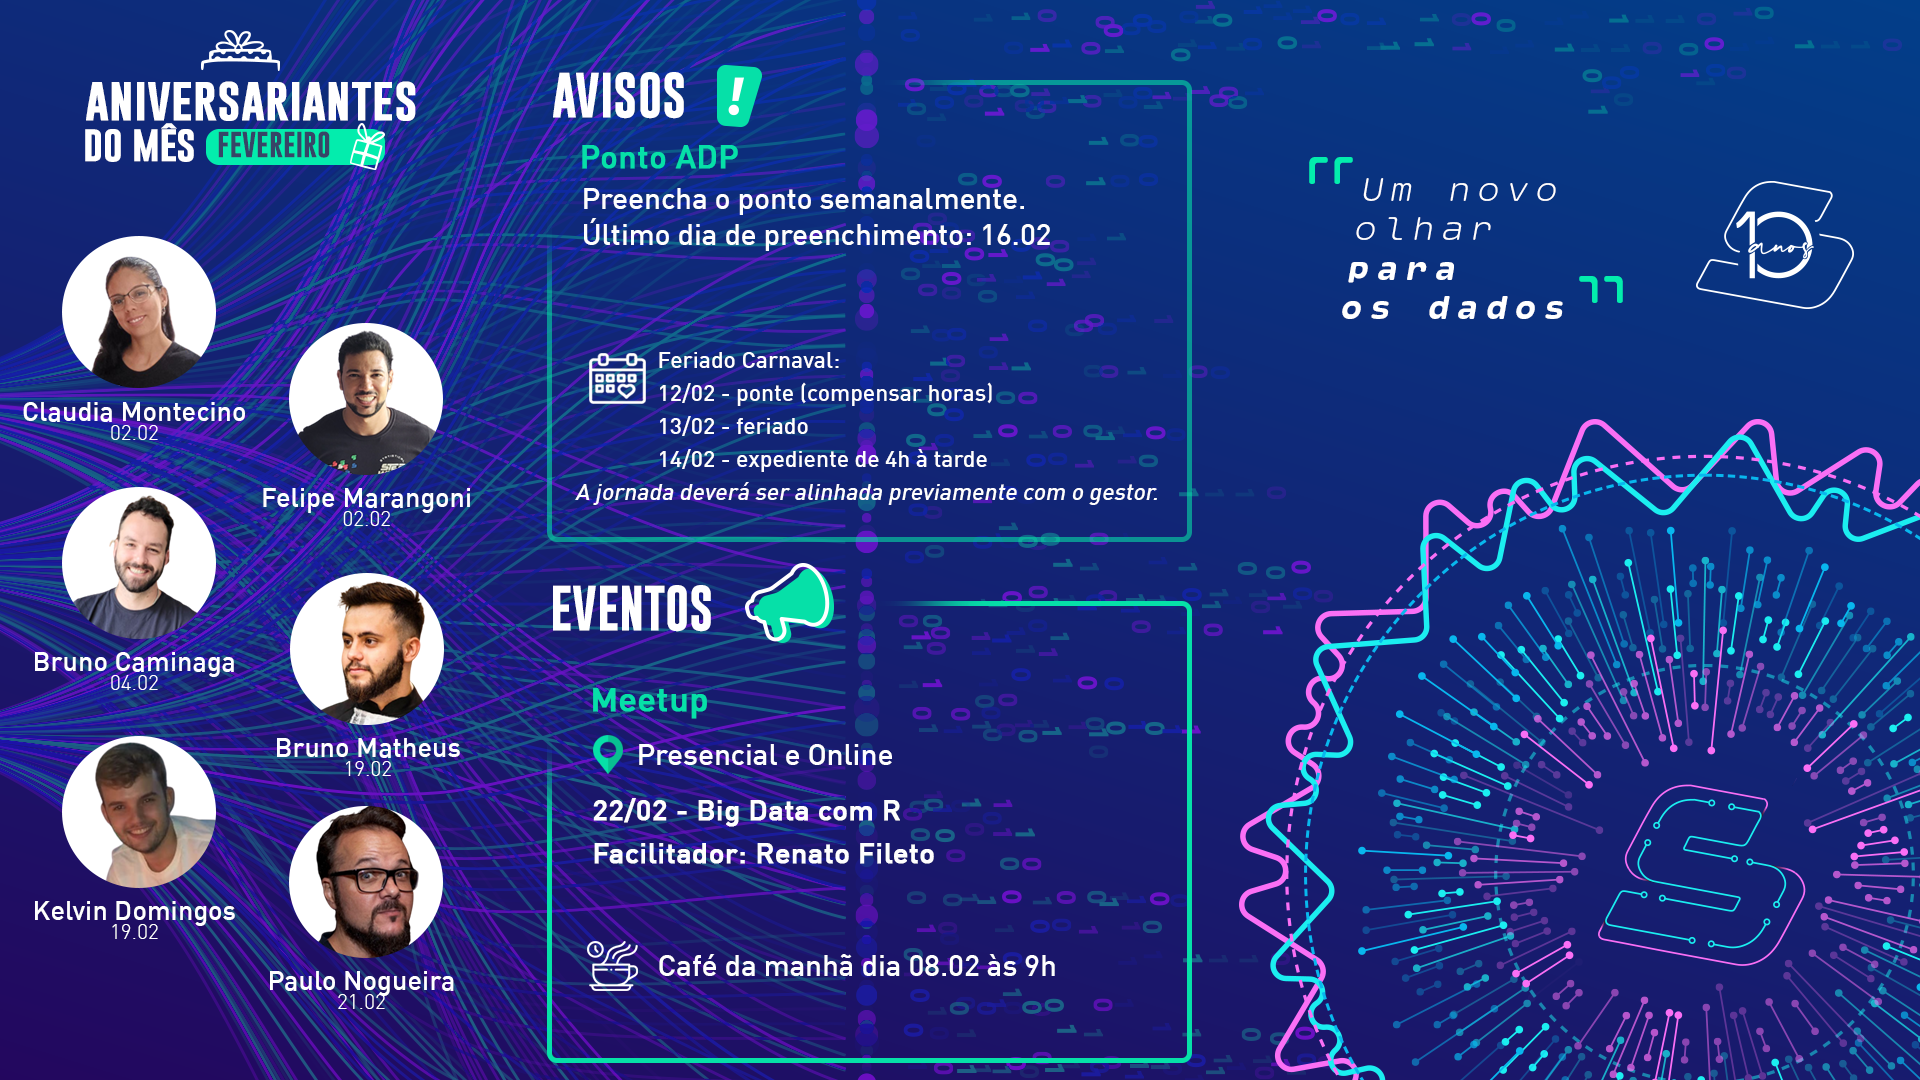 ANIVERSARIANTES
DO MÊS FEVEREIRO
Claudia Montecino
02.02
Felipe Marangoni
02.02
Bruno Caminaga
04.02
Bruno Matheus
19.02
Kelvin Domingos
19.02
Paulo Nogueira
21.02
AVISOS !
Ponto ADP
Preencha o ponto semanalmente.
Último dia de preenchimento: 16.02
Feriado Carnaval:
12/02 - ponte (compensar horas)
13/02 - feriado
14/02 - expediente de 4h à tarde
A jornada deverá ser alinhada previamente com o gestor.
EVENTOS
Meetup
Presencial e Online
22/02 - Big Data com R
Facilitador: Renato Fileto
Café da manhã dia 08.02 às 9h
Um novo
olhar
para
os dados
10
anos